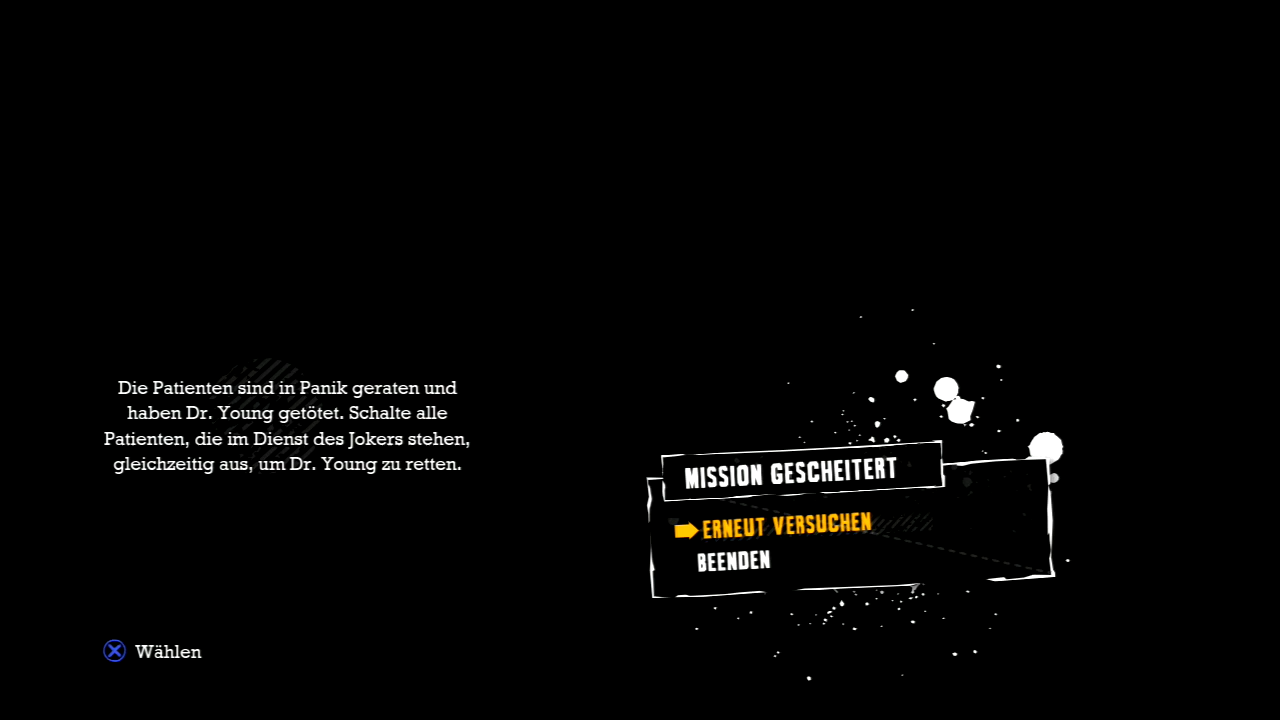 Die Patienten sind in Panik geraten und
haben Dr. Young getötet. Schalte alle
Patienten, die im Dienst des Jokers stehen,
gleichzeitig aus, um Dr. Young zu retten.
MISSION GESCHEITERT
ERNEUT VERSUCHEN
BEENDEN
Wählen